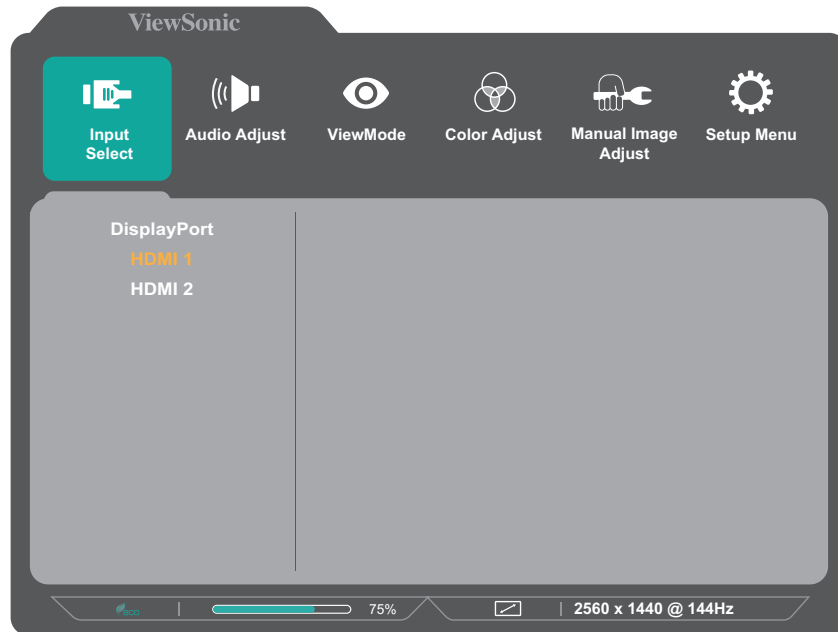 ViewSonic
Input
Select
Audio Adjust
ViewMode
Color Adjust
Manual Image
Adjust
Setup Menu
DisplayPort
HDMI 1
HDMI 2
ECO
75%
2560 x 1440 @ 144Hz